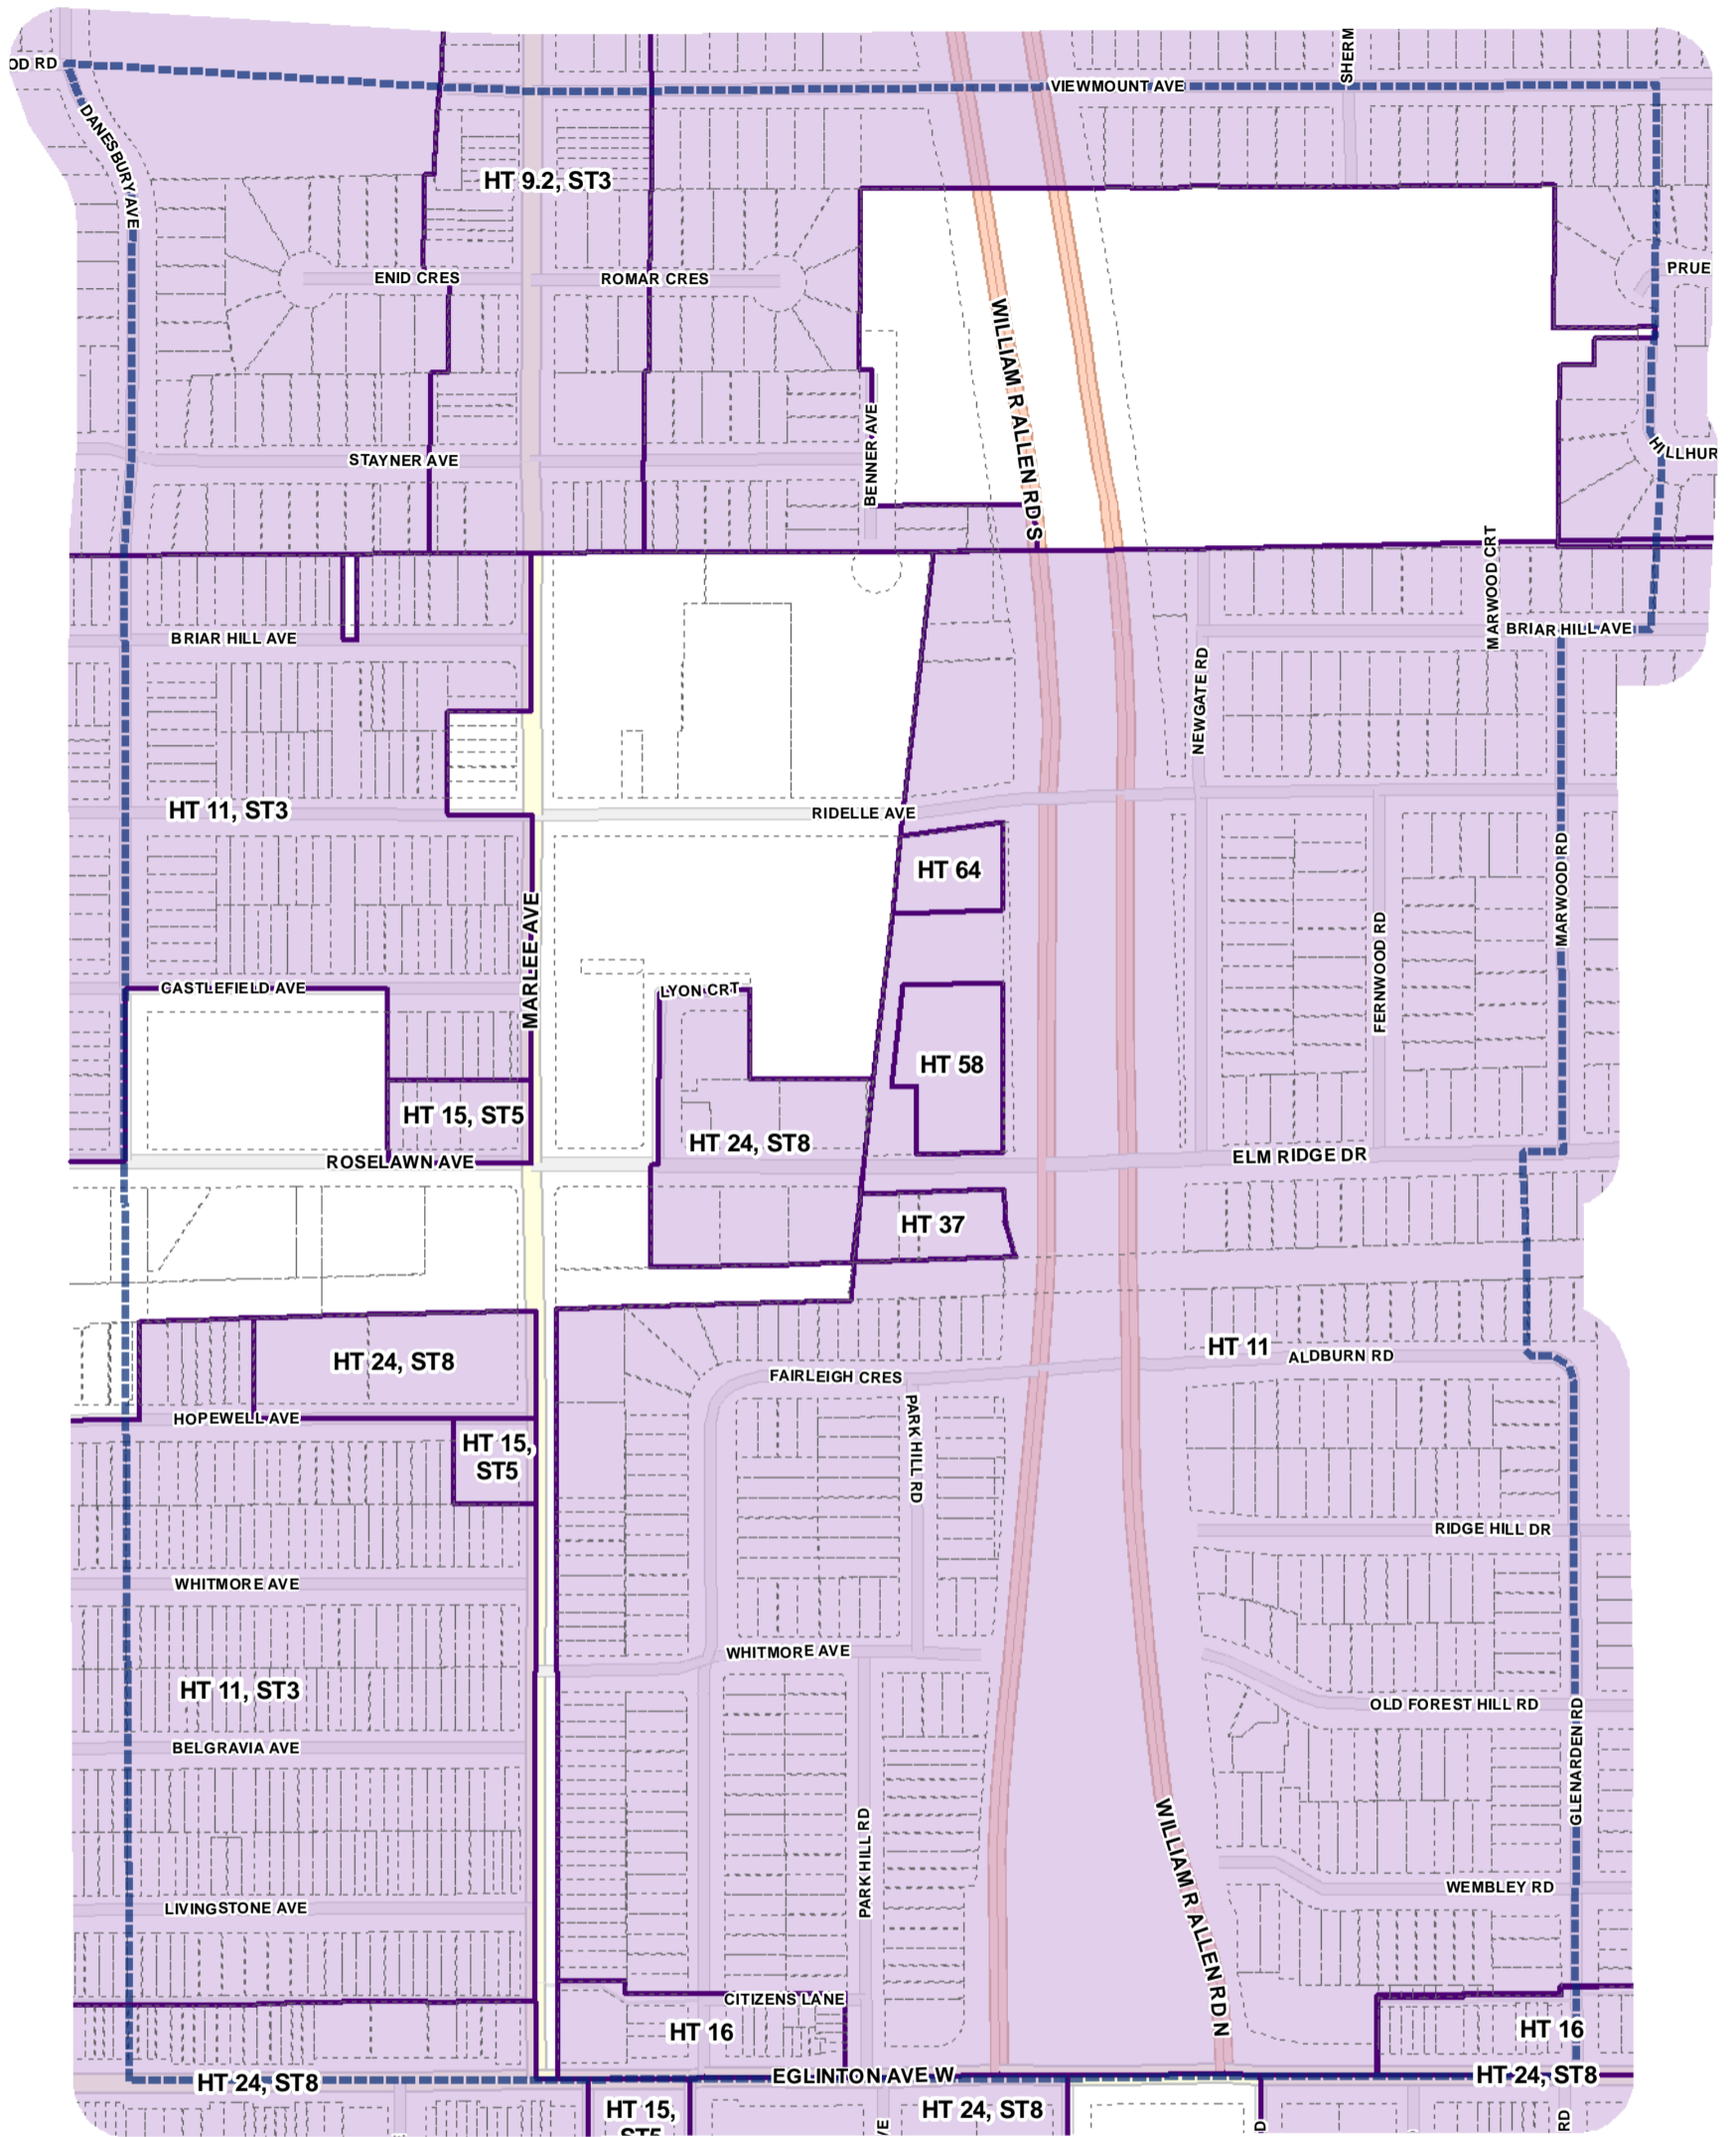 SHERM
OD RD
VIEWMOUNT AVE
DANESBURY AVE
HT 9.2, ST3
PRUE
ENID CRES
ROMAR CRES
WILLIAM R ALLEN RD S
BENNER AVE
HILLHUR
STAYNER AVE
MARWOOD CRT
BRIAR HILL AVE
BRIAR HILL AVE
NEWGATE RD
HT 11, ST3
RIDELLE AVE
HT 64
MARWOOD RD
MARLEE AVE
FERNWOOD RD
CASTLEFIELD AVE
LYON CRT
HT 58
HT 15, ST5
HT 24, ST8
ROSELAWN AVE
ELM RIDGE DR
HT 37
HT 11
ALDBURN RD
HT 24, ST8
FAIRLEIGH CRES
HOPEWELL AVE
PARK HILL RD
HT 15,
ST5
RIDGE HILL DR
WHITMORE AVE
WHITMORE AVE
HT 11, ST3
OLD FOREST HILL RD
GLENARDEN RD
BELGRAVIA AVE
PARK HILL RD
WILLIAM R ALLEN RD N
WEMBLEY RD
LIVINGSTONE AVE
CITIZENS LANE
HT 16
HT 16
EGLINTON AVE W
HT 24, ST8
HT 24, ST8
HT 15,
ST5
HT 24, ST8
VE
D
RD